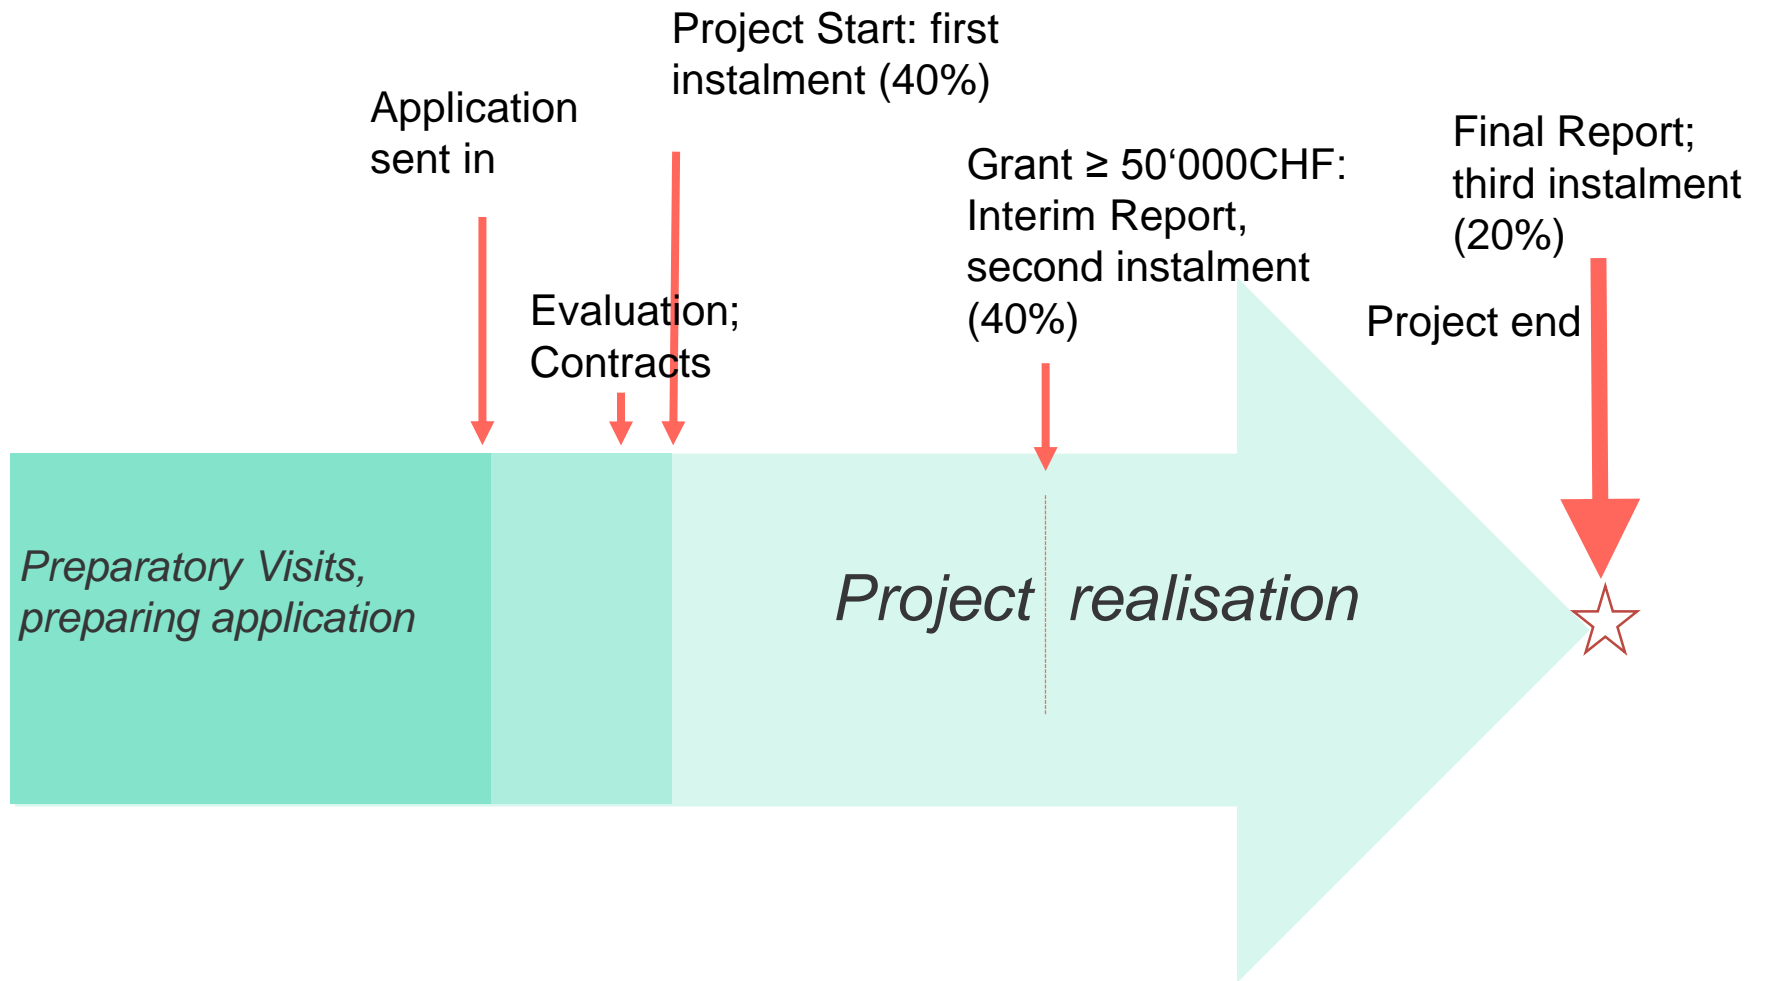 Project Start: first
instalment (40%)
Application
sent in
Evaluation;
Contracts
Grant ≥ 50‘000CHF:
Interim Report,
second instalment
(40%)
Final Report;
third instalment
(20%)
Project end
Preparatory Visits,
preparing application
Project realisation